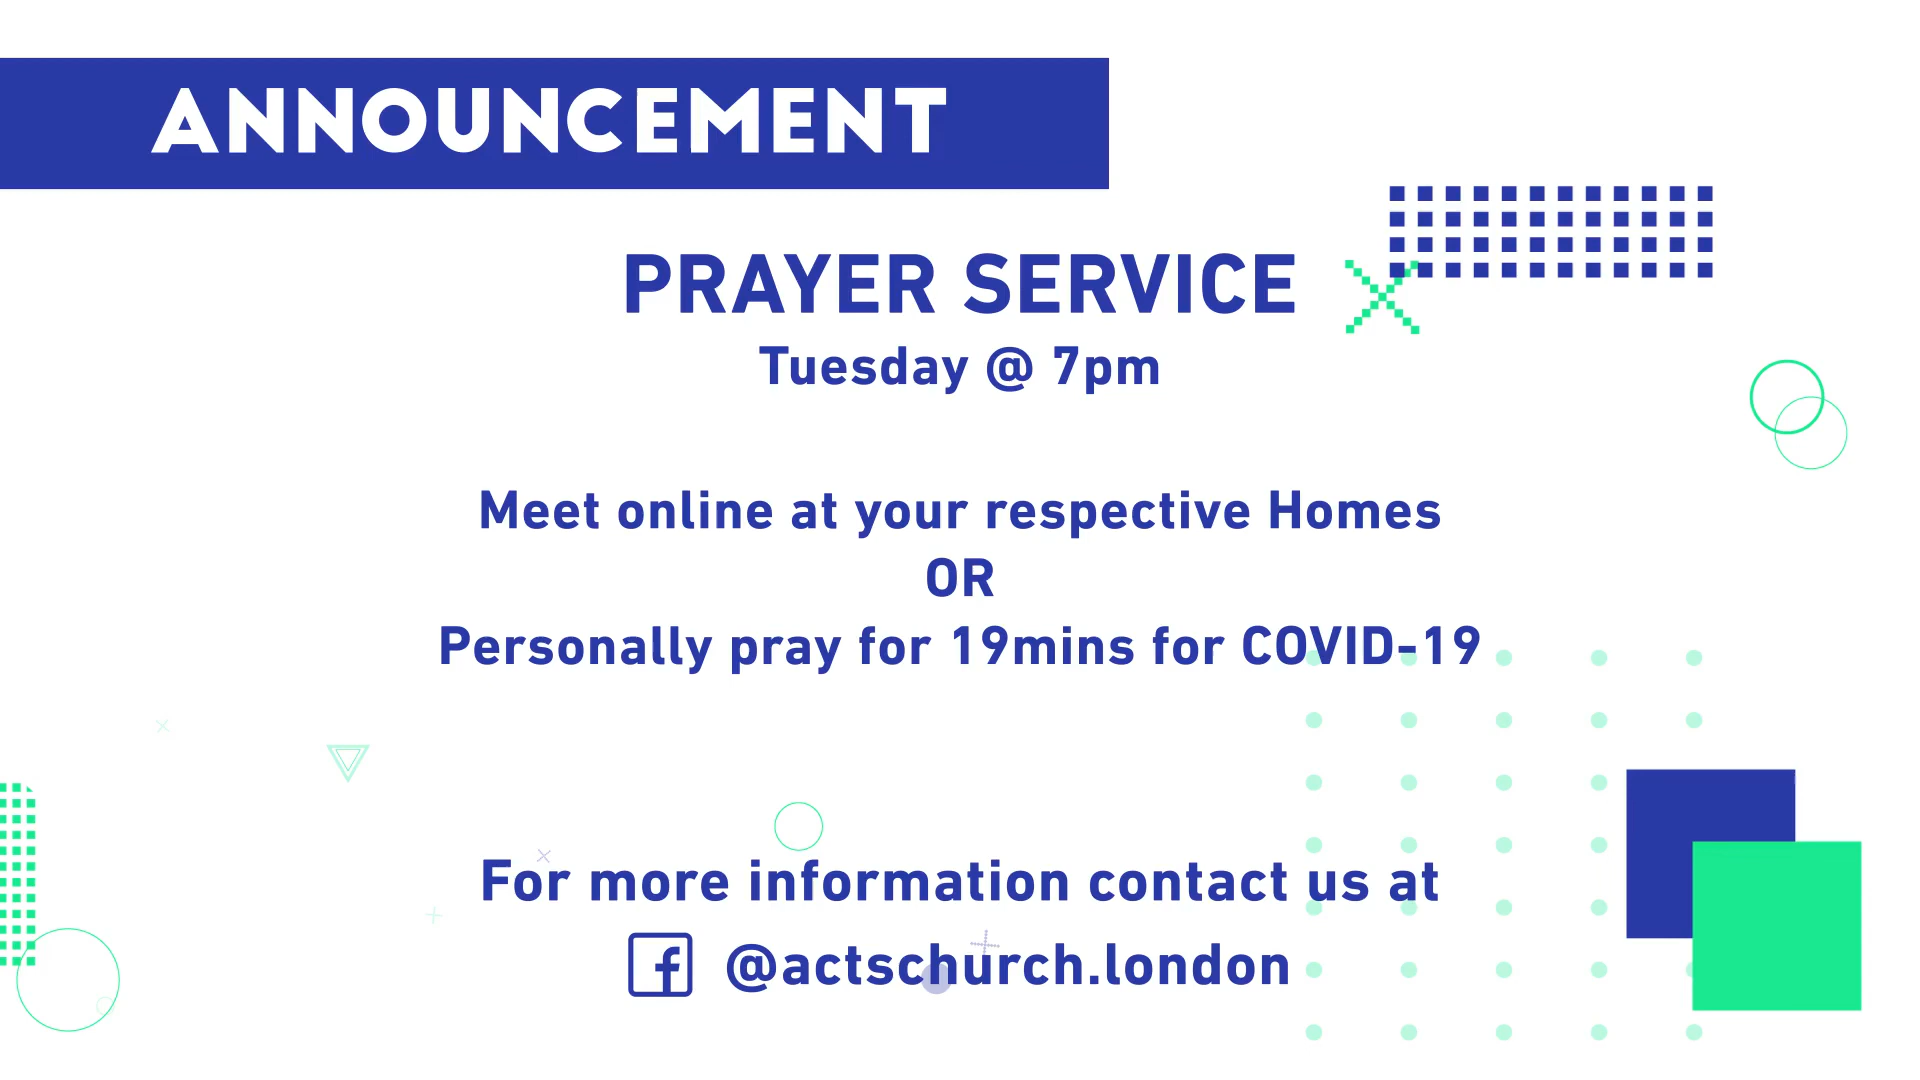 ANNOUNCEMENT
PRAYER SERVICE
Tuesday @ 7pm
Meet online at your respective Homes
OR
Personally pray for 19mins for COVID-19
For more information contact us at
@actschurch.london